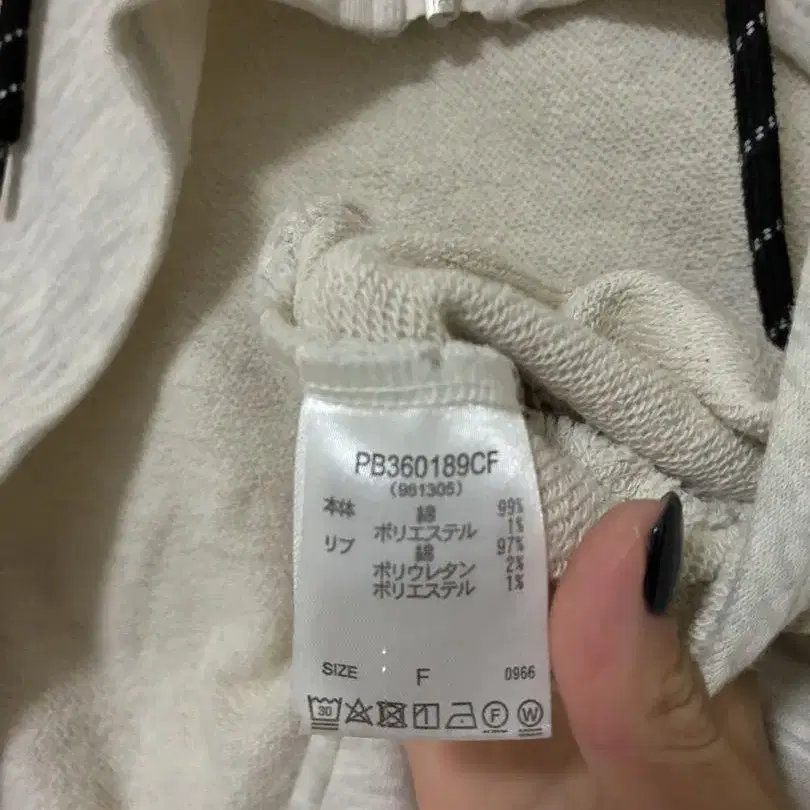 PB360189CF
(961305)
本体 綿 99%
ポリエステル 1%
リブ 綿 97%
ポリウレタン 2%
ポリエステル 1%
SIZE F 0966
30 F W